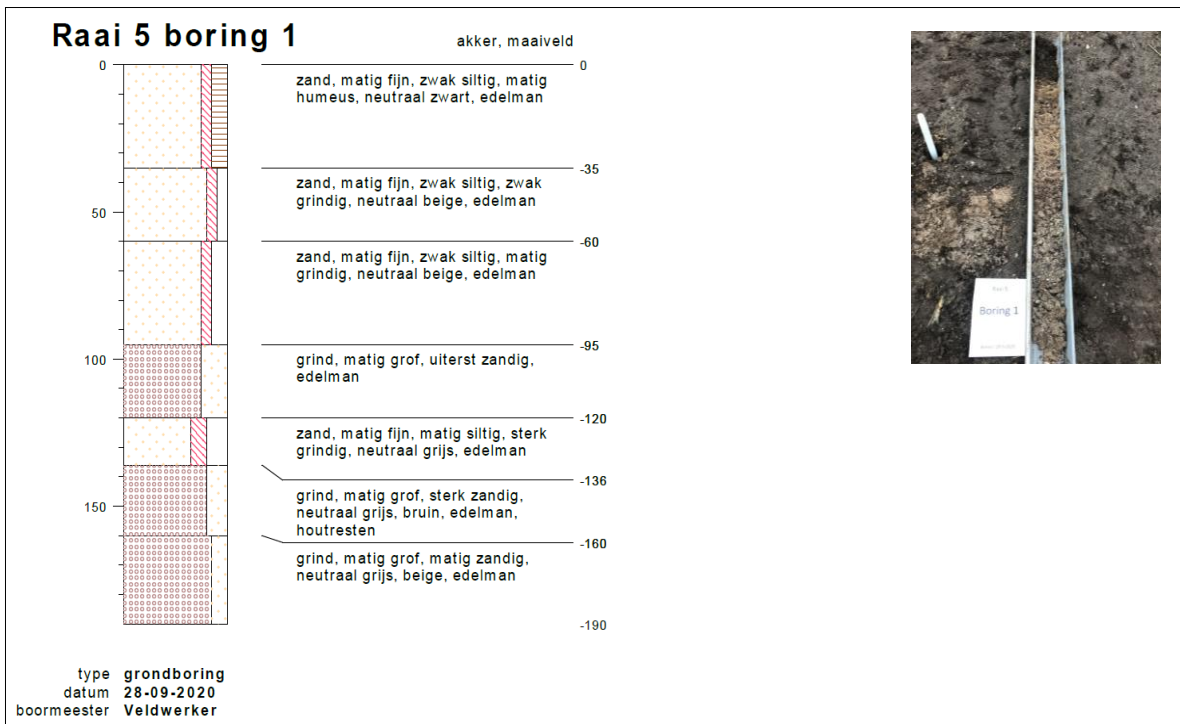 Raai 5 boring 1
akker, maaiveld
0
0
zand, matig fijn, zwak siltig, matig
humeus, neutraal zwart, edelman
-35
zand, matig fijn, zwak siltig, zwak
grindig, neutraal beige, edelman
50
-60
zand, matig fijn, zwak siltig, matig
grindig, neutraal beige, edelman
-95
100
grind, matig grof, uiterst zandig,
edelman
-120
zand, matig fijn, matig siltig, sterk
grindig, neutraal grijs, edelman
-136
150
grind, matig grof, sterk zandig,
neutraal grijs, bruin, edelman,
houtresten
-160
grind, matig grof, matig zandig,
neutraal grijs, beige, edelman
-190
type grondboring
datum 28-09-2020
boormeester Veldwerker
Raai 5
Boring 1